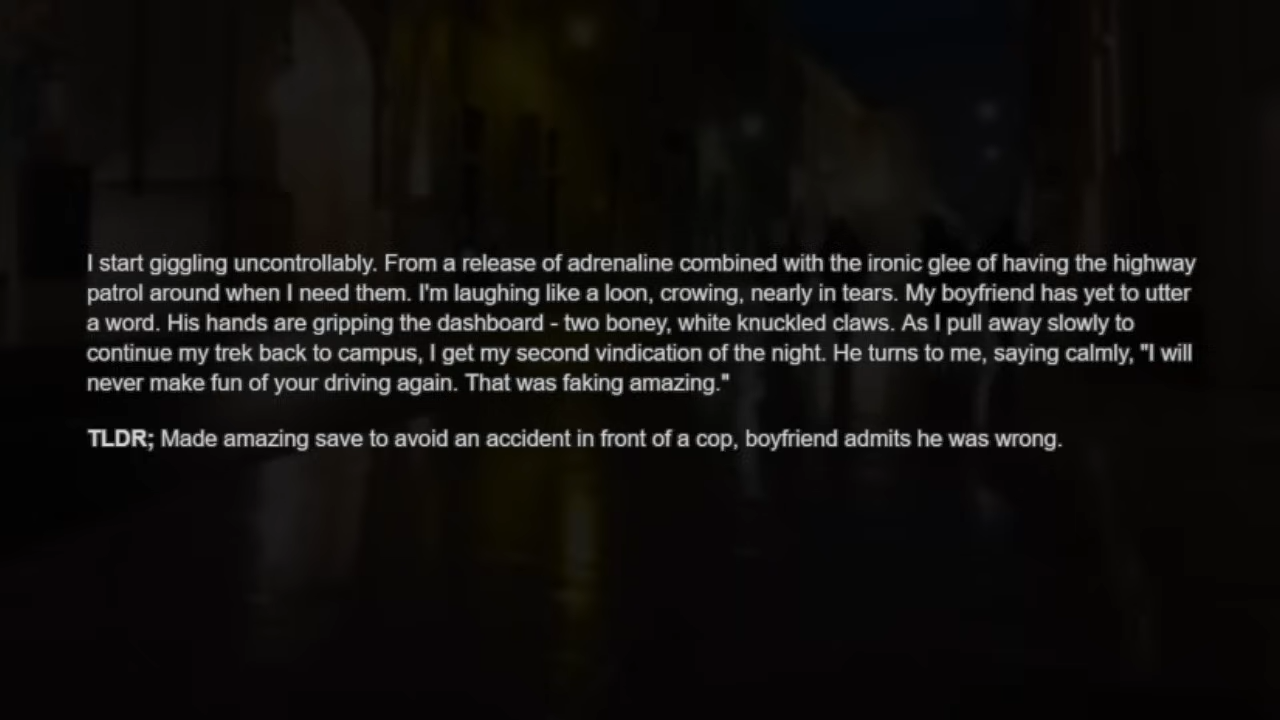 I start giggling uncontrollably. From a release of adrenaline combined with the ironic glee of having the highway
patrol around when I need them. I'm laughing like a loon, crowing, nearly in tears. My boyfriend has yet to utter
a word. His hands are gripping the dashboard - two boney, white knuckled claws. As I pull away slowly to
continue my trek back to campus, I get my second vindication of the night. He turns to me, saying calmly, "I will
never make fun of your driving again. That was faking amazing."
TLDR; Made amazing save to avoid an accident in front of a cop, boyfriend admits he was wrong.